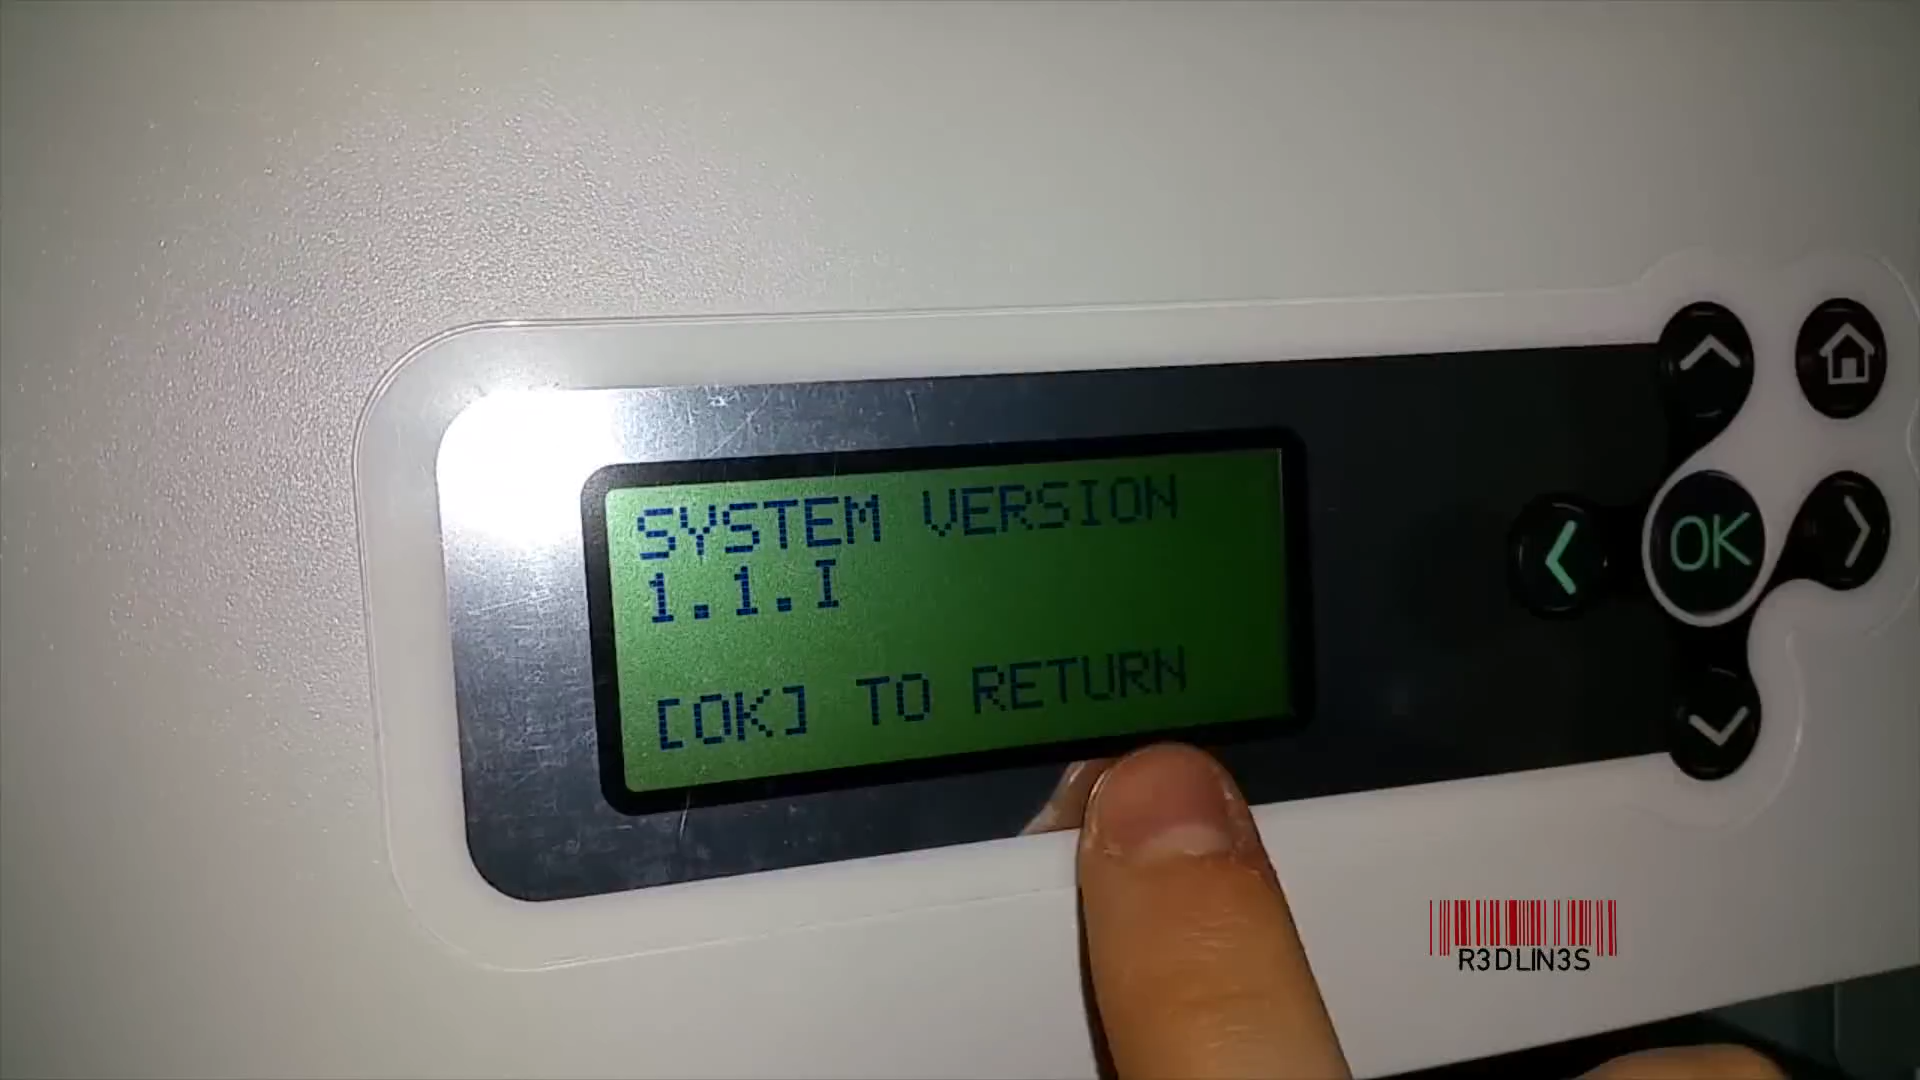 SYSTEM VERSION
1.1.I
[OK] TO RETURN
OK
R3DLIN3S